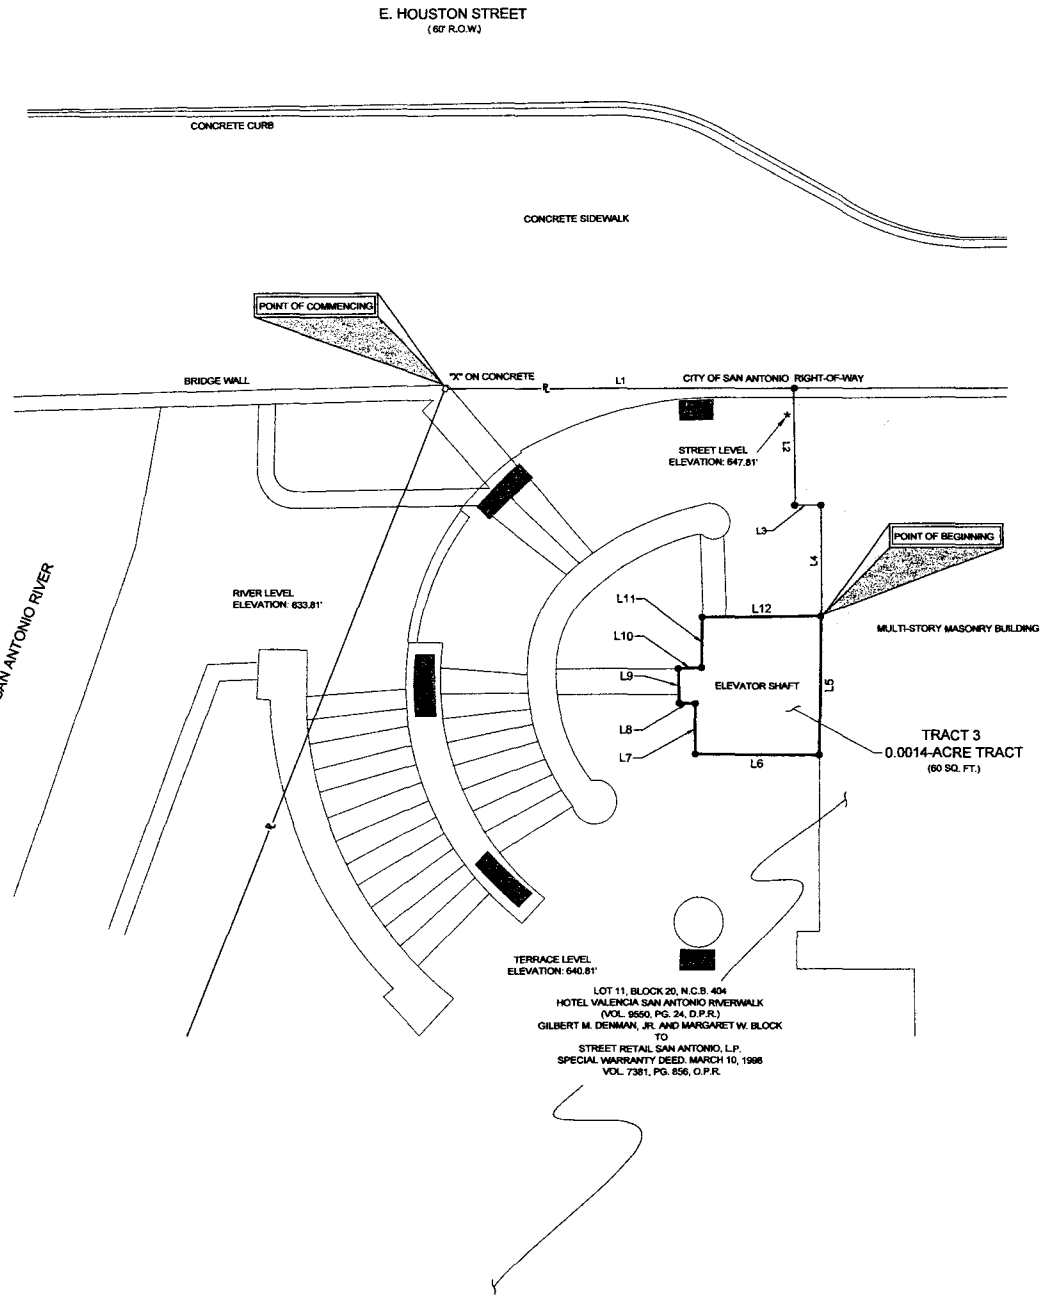 E. HOUSTON STREET
(60' R.O.W.)
CONCRETE CURB
CONCRETE SIDEWALK
POINT OF COMMENCING
BRIDGE WALL
"X" ON CONCRETE
L1
CITY OF SAN ANTONIO RIGHT-OF-WAY
STREET LEVEL
ELEVATION: 647.81'
L2
L3
POINT OF BEGINNING
L4
SAN ANTONIO RIVER
RIVER LEVEL
ELEVATION: 633.81'
L11
L12
L10
MULTI-STORY MASONRY BUILDING
L9
ELEVATOR SHAFT
L5
L8
L7
L6
TRACT 3
0.0014-ACRE TRACT
(60 SQ. FT.)
TERRACE LEVEL
ELEVATION: 640.81'
LOT 11, BLOCK 20, N.C.B. 404
HOTEL VALENCIA SAN ANTONIO RIVERWALK
(VOL. 9550, PG. 24, D.P.R.)
GILBERT M. DENMAN, JR. AND MARGARET W. BLOCK
TO
STREET RETAIL SAN ANTONIO, L.P.
SPECIAL WARRANTY DEED, MARCH 10, 1998
VOL. 7381, PG. 856, O.P.R.